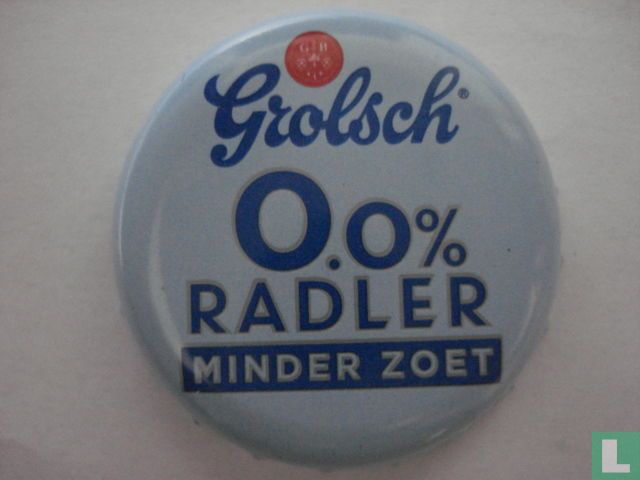 G B
Grolsch®
0.0%
RADLER
MINDER ZOET
L